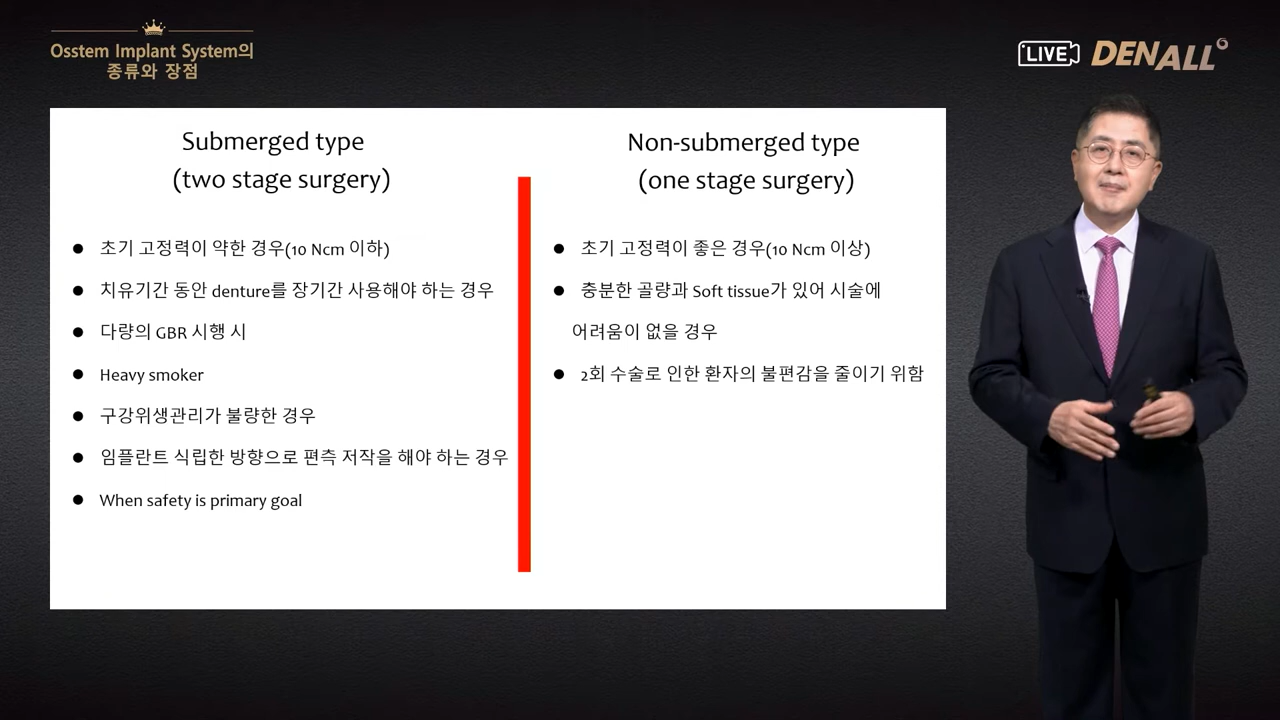 Osstem Implant System의
종류와 장점
LIVE
DENALL
Submerged type
(two stage surgery)
● 초기 고정력이 약한 경우(10 Ncm 이하)
● 치유기간 동안 denture를 장기간 사용해야 하는 경우
● 다량의 GBR 시행 시
● Heavy smoker
● 구강위생관리가 불량한 경우
● 임플란트 식립한 방향으로 편측 저작을 해야 하는 경우
● When safety is primary goal
Non-submerged type
(one stage surgery)
● 초기 고정력이 좋은 경우(10 Ncm 이상)
● 충분한 골량과 Soft tissue가 있어 시술에
어려움이 없을 경우
● 2회 수술로 인한 환자의 불편감을 줄이기 위함